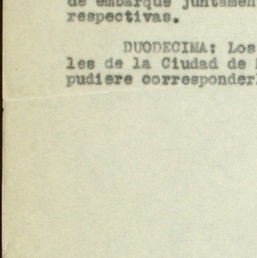 de embarque juntamen
respectivas.
DUODECIMA: Los
les de la Ciudad de
pudiere corresponder